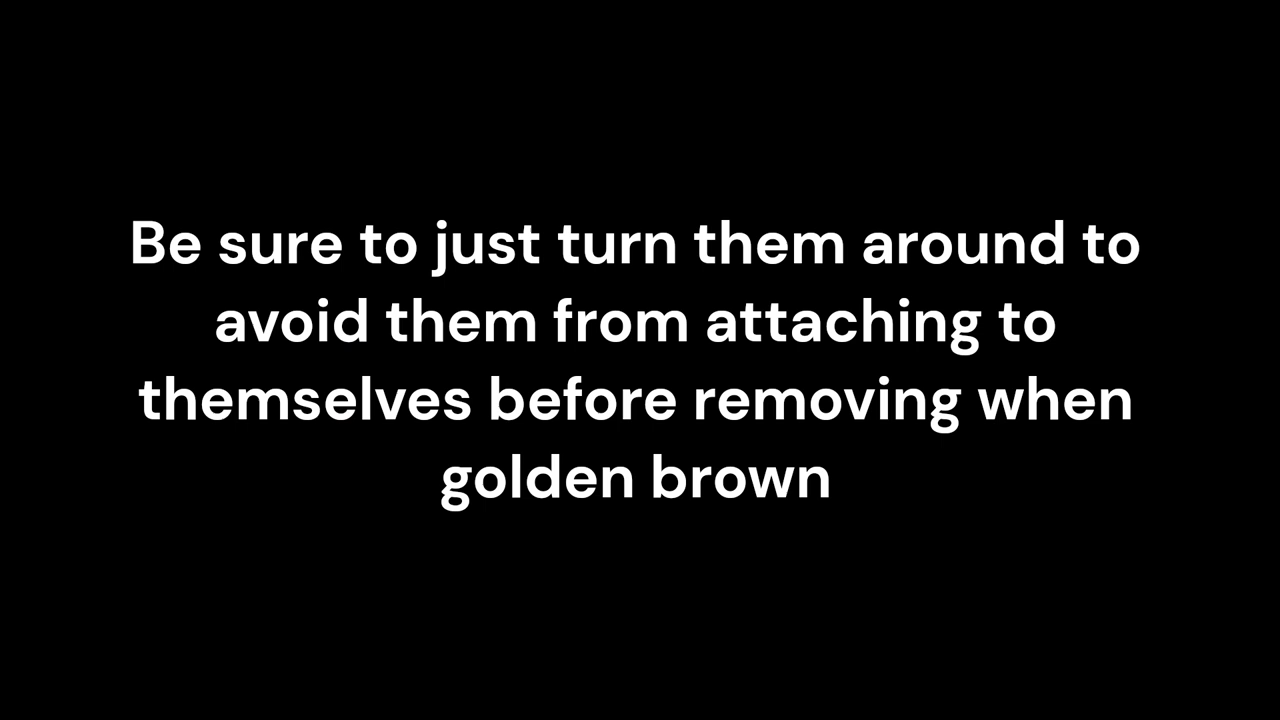 Be sure to just turn them around to
avoid them from attaching to
themselves before removing when
golden brown